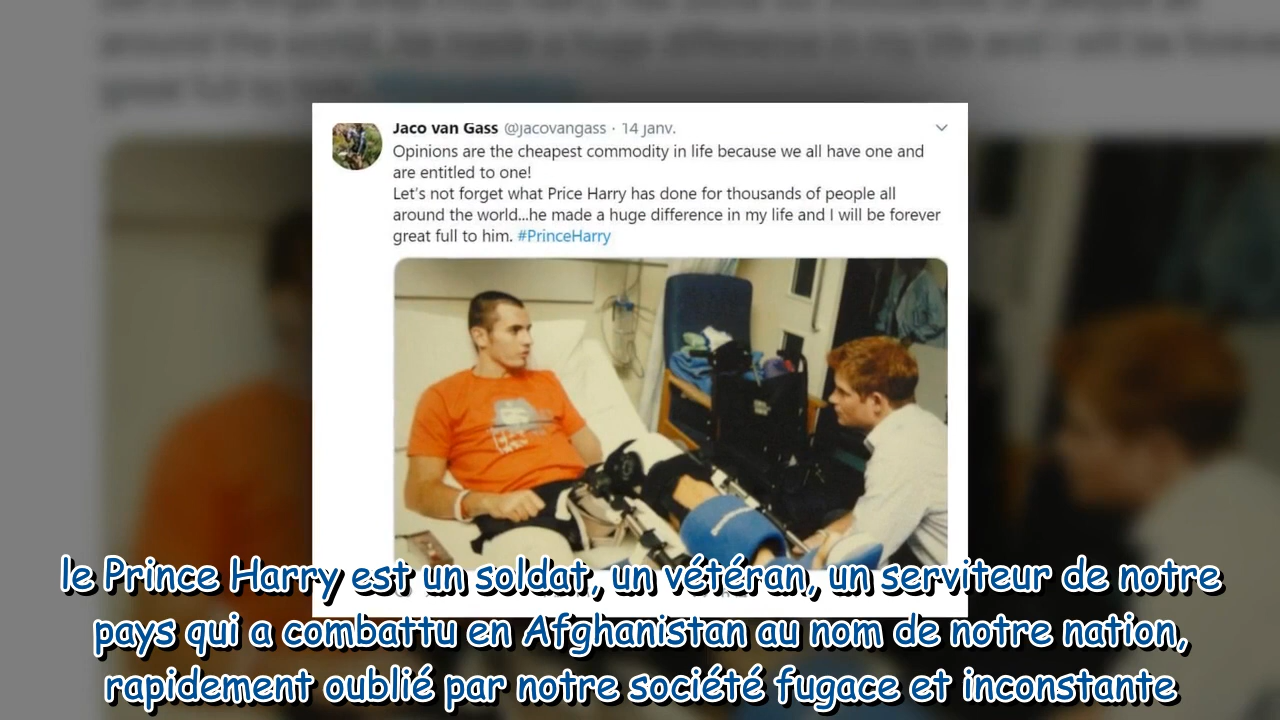 Jaco van Gass @jacovangass · 14 janv.
Opinions are the cheapest commodity in life because we all have one and
are entitled to one!
Let's not forget what Price Harry has done for thousands of people all
around the world...he made a huge difference in my life and I will be forever
great full to him. #PrinceHarry
le Prince Harry est un soldat, un vétéran, un serviteur de notre
pays qui a combattu en Afghanistan au nom de notre nation,
rapidement oublié par notre société fugace et inconstante